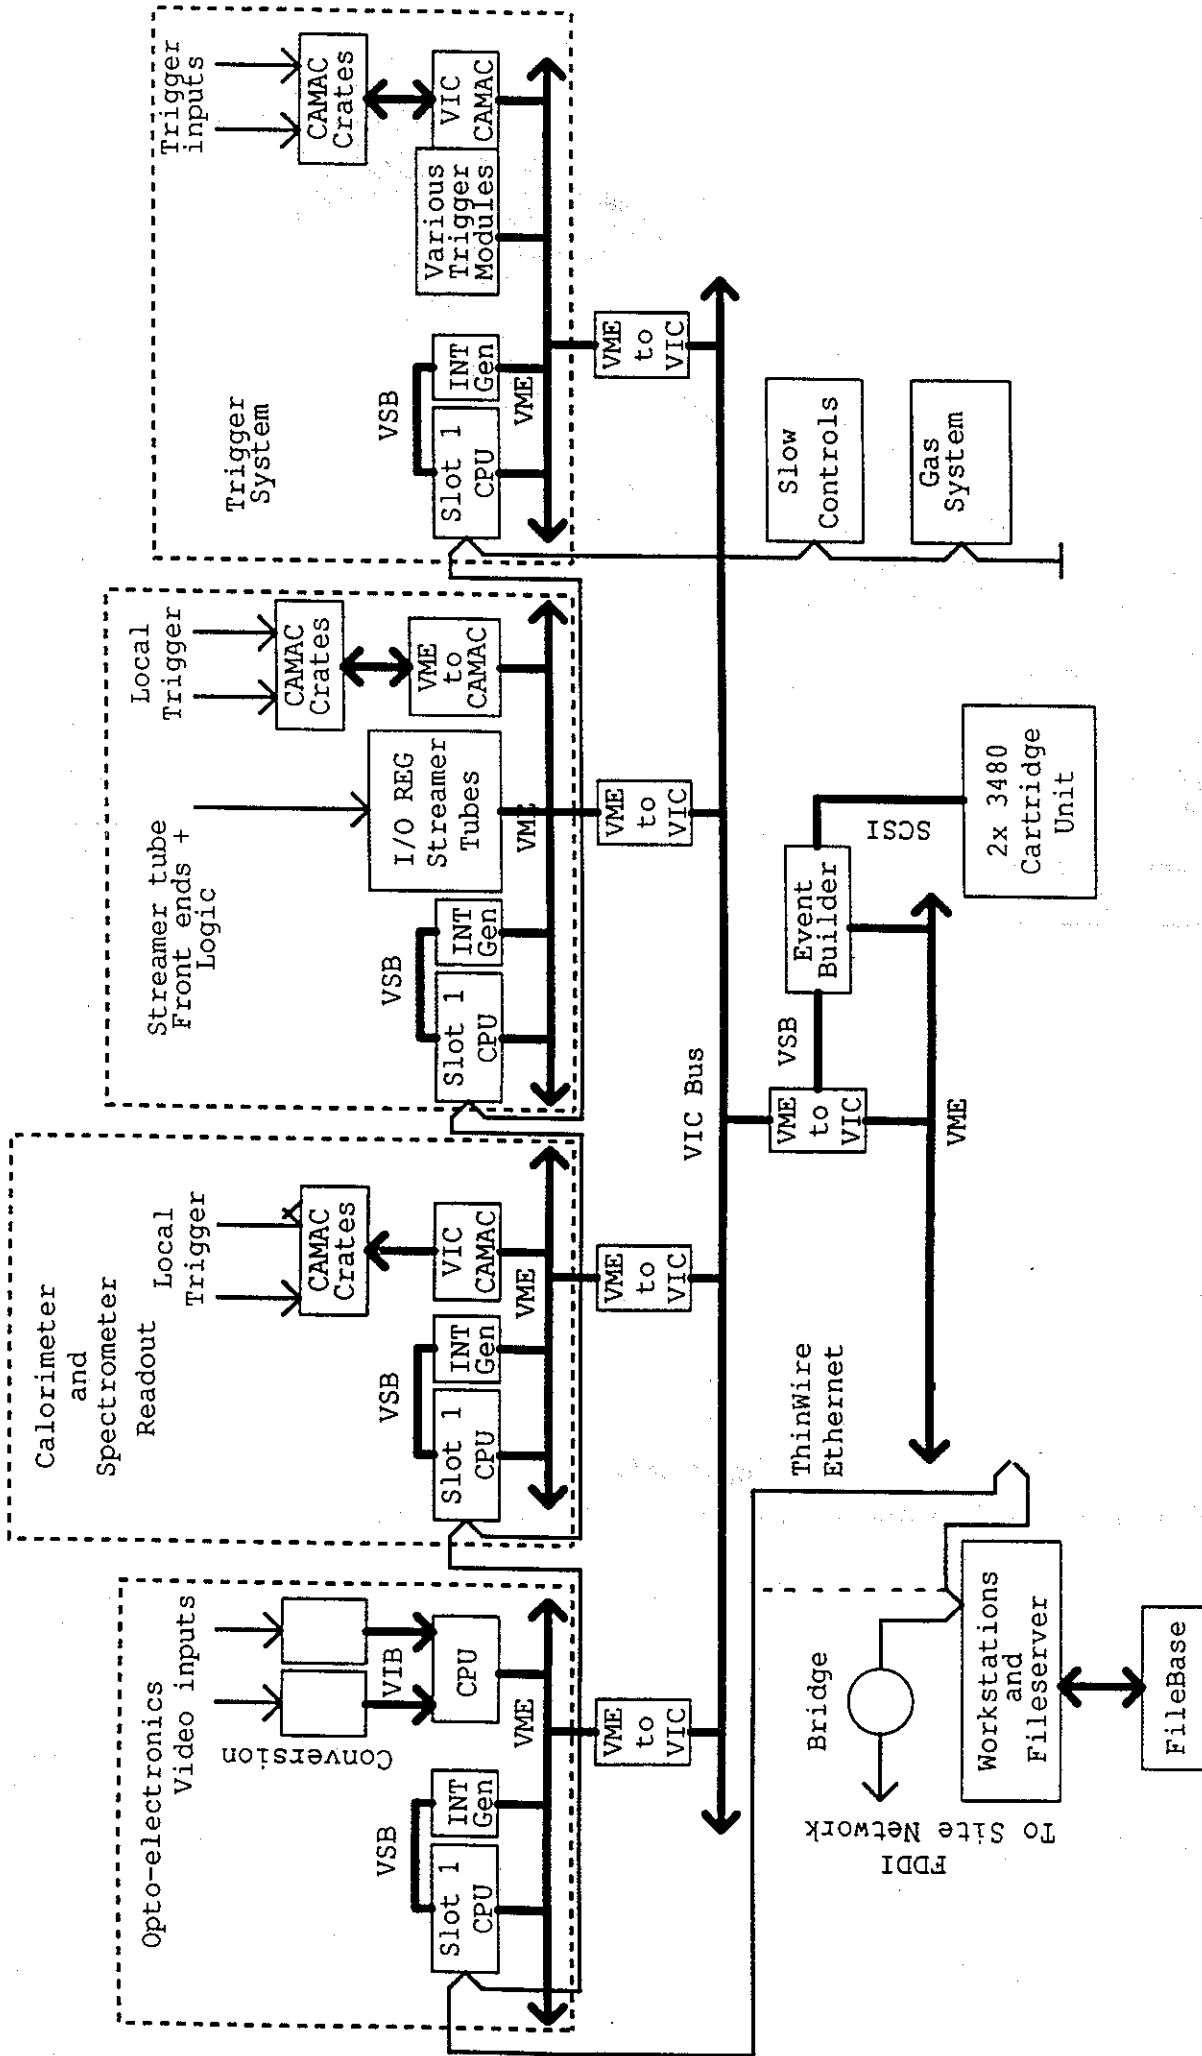 Opto-electronics
Video inputs
Conversion
VIB
CPU
VSB
Slot 1
CPU
INT
Gen
VME
VME
to
VIC
Calorimeter
and
Spectrometer
Readout
Local
Trigger
CAMAC
Crates
VSB
Slot 1
CPU
INT
Gen
VIC
CAMAC
VME
VME
to
VIC
Streamer tube
Front ends +
Logic
Local
Trigger
CAMAC
Crates
VSB
Slot 1
CPU
INT
Gen
I/O REG
Streamer
Tubes
VME
to
CAMAC
VME
VME
to
VIC
Trigger
System
Trigger
inputs
CAMAC
Crates
VSB
Slot 1
CPU
INT
Gen
Various
Trigger
Modules
VIC
CAMAC
VME
VME
to
VIC
VIC Bus
VME
to
VIC
VSB
Event
Builder
SCSI
2x 3480
Cartridge
Unit
VME
Slow
Controls
Gas
System
ThinWire
Ethernet
Bridge
FDDI
To Site Network
Workstations
and
Fileserver
FileBase